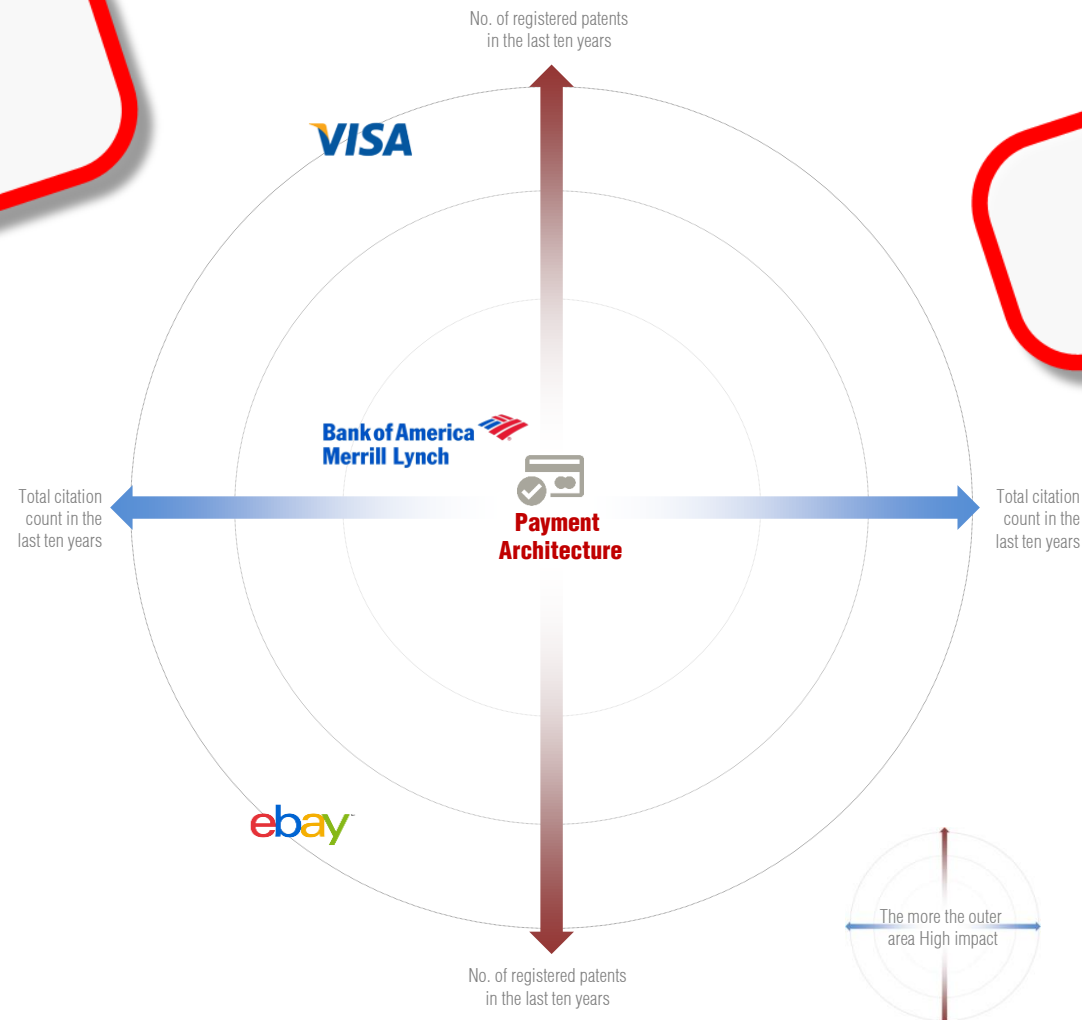 No. of registered patents
in the last ten years
VISA
Bank of America
Merrill Lynch
Total citation
count in the
last ten years
Payment
Architecture
Total citation
count in the
last ten years
ebay™
The more the outer
area High impact
No. of registered patents
in the last ten years